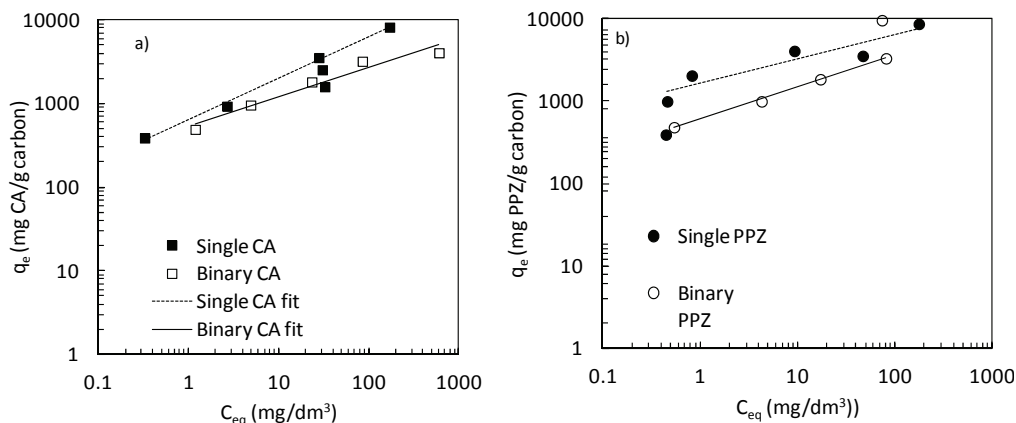 a)
10000
1000
100
10
1
0.1 1 10 100 1000
qₑ (mg CA/g carbon)
C_eq (mg/dm³)
Single CA
Binary CA
Single CA fit
Binary CA fit
b)
10000
1000
100
10
1
0.1 1 10 100 1000
qₑ (mg PPZ/g carbon)
C_eq (mg/dm³))
Single PPZ
Binary
PPZ